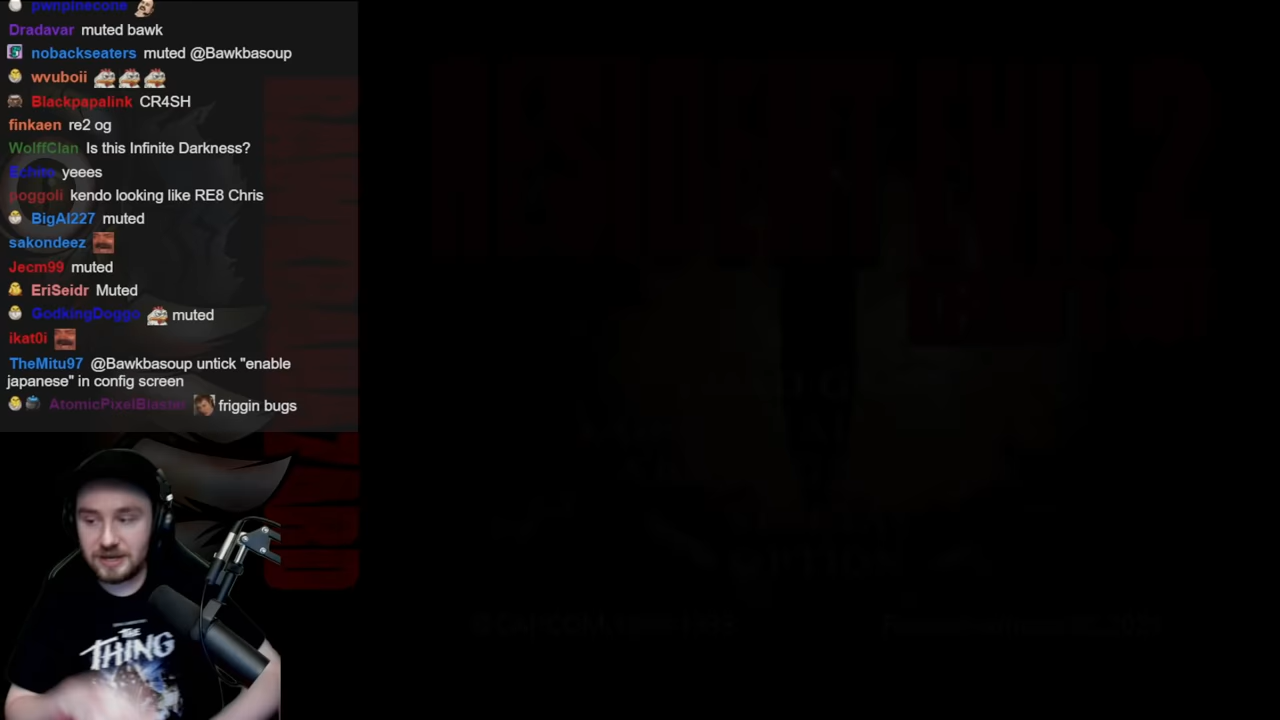 pwnpinecone
Dradavar muted bawk
nobackseaters muted @Bawkbasoup
wvuboii
Blackpapalink CR4SH
finkaen re2 og
WolffClan Is this Infinite Darkness?
yeees
poggoli kendo looking like RE8 Chris
BigAl227 muted
sakondeez
Jecm99 muted
EriSeidr Muted
GodkingDoggo muted
ikat0i
TheMitu97 @Bawkbasoup untick "enable
japanese" in config screen
AtomicPixelBlaster friggin bugs
THE
THING